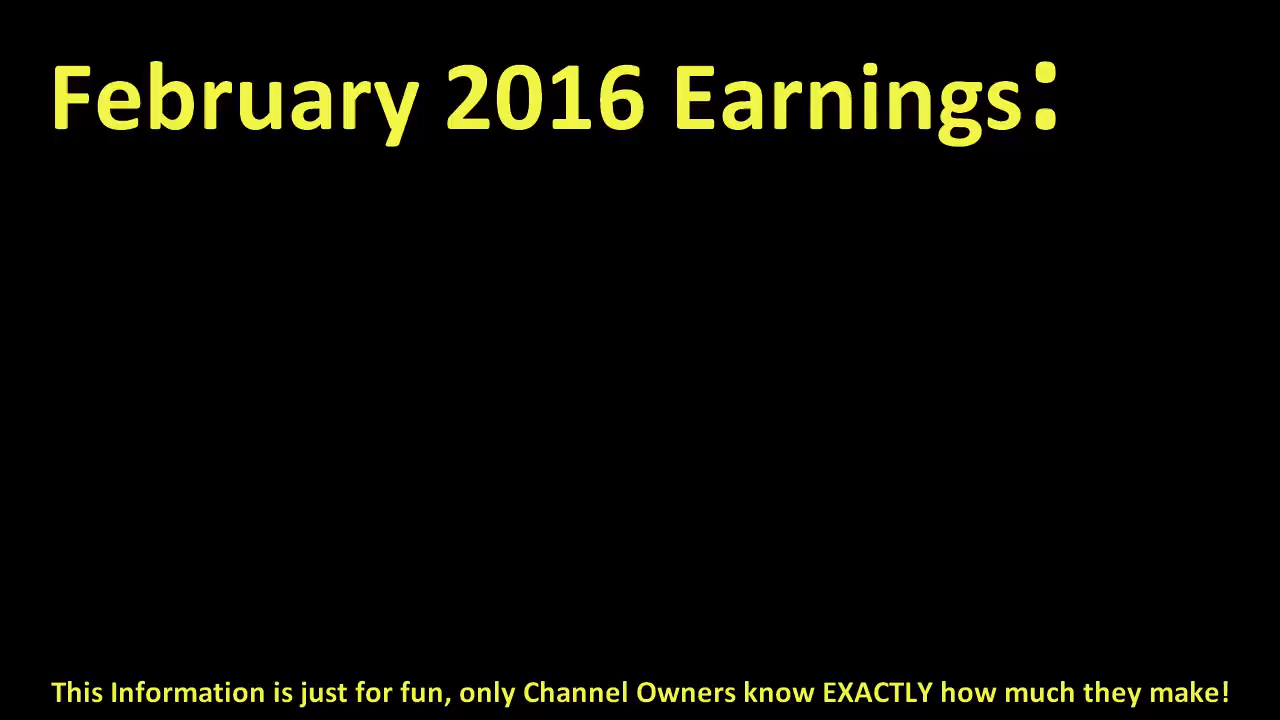 February 2016 Earnings:
This Information is just for fun, only Channel Owners know EXACTLY how much they make!